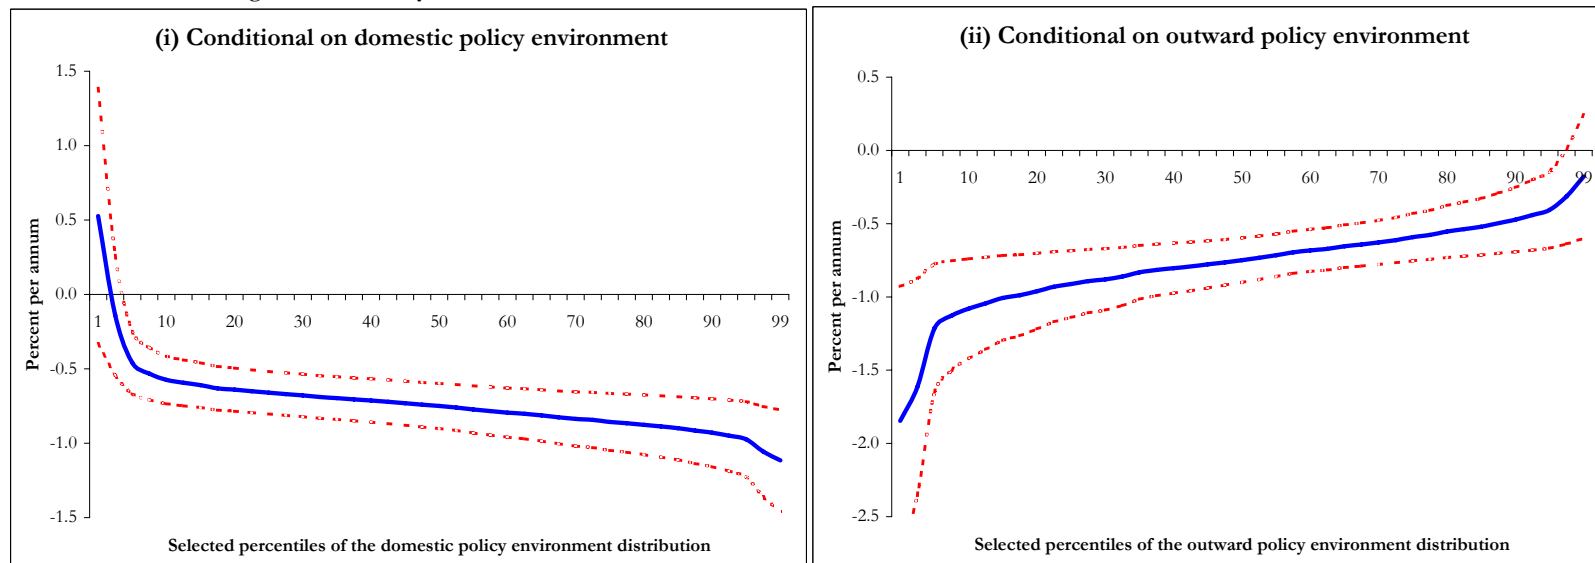 (i) Conditional on domestic policy environment
1.5
1.0
0.5
0.0
-0.5
-1.0
-1.5
Percent per annum
1 10 20 30 40 50 60 70 80 90 99
Selected percentiles of the domestic policy environment distribution
(ii) Conditional on outward policy environment
0.5
0.0
-0.5
-1.0
-1.5
-2.0
-2.5
Percent per annum
1 10 20 30 40 50 60 70 80 90 99
Selected percentiles of the outward policy environment distribution